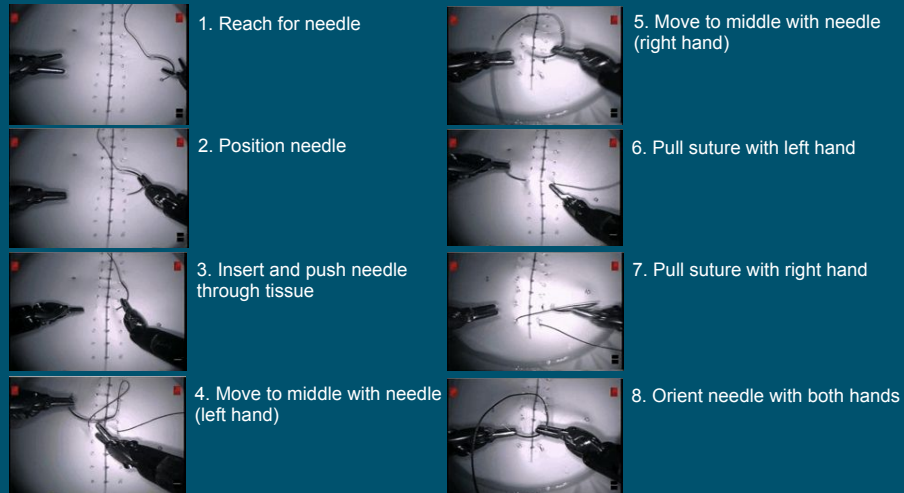 1. Reach for needle
2. Position needle
3. Insert and push needle
through tissue
4. Move to middle with needle
(left hand)
5. Move to middle with needle
(right hand)
6. Pull suture with left hand
7. Pull suture with right hand
8. Orient needle with both hands